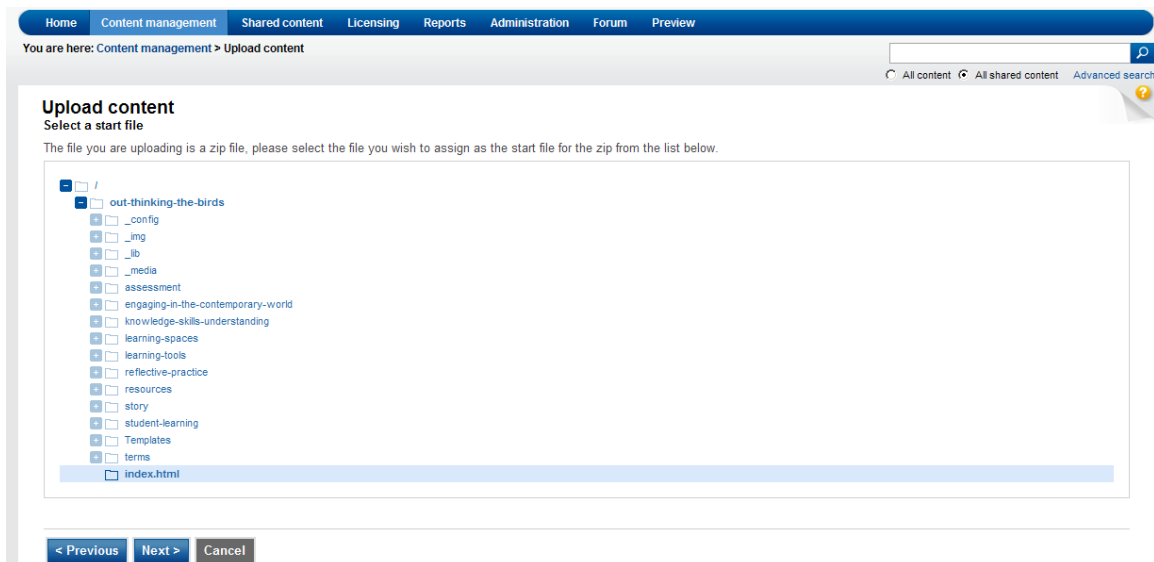 Home Content management Shared content Licensing Reports Administration Forum Preview
You are here: Content management > Upload content
All content All shared content Advanced search
?
Upload content
Select a start file
The file you are uploading is a zip file, please select the file you wish to assign as the start file for the zip from the list below.
/
out-thinking-the-birds
_config
_img
_lib
_media
assessment
engaging-in-the-contemporary-world
knowledge-skills-understanding
learning-spaces
learning-tools
reflective-practice
resources
story
student-learning
Templates
terms
index.html
< Previous Next > Cancel